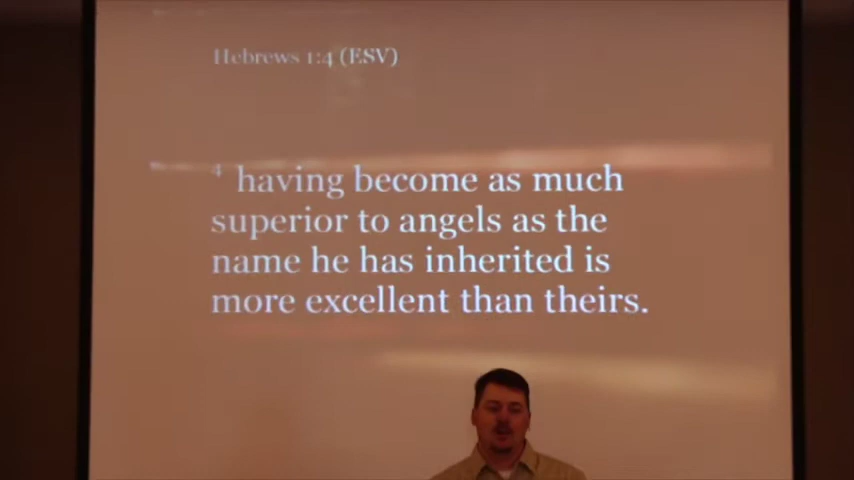 Hebrews 1:4 (ESV)
4 having become as much
superior to angels as the
name he has inherited is
more excellent than theirs.